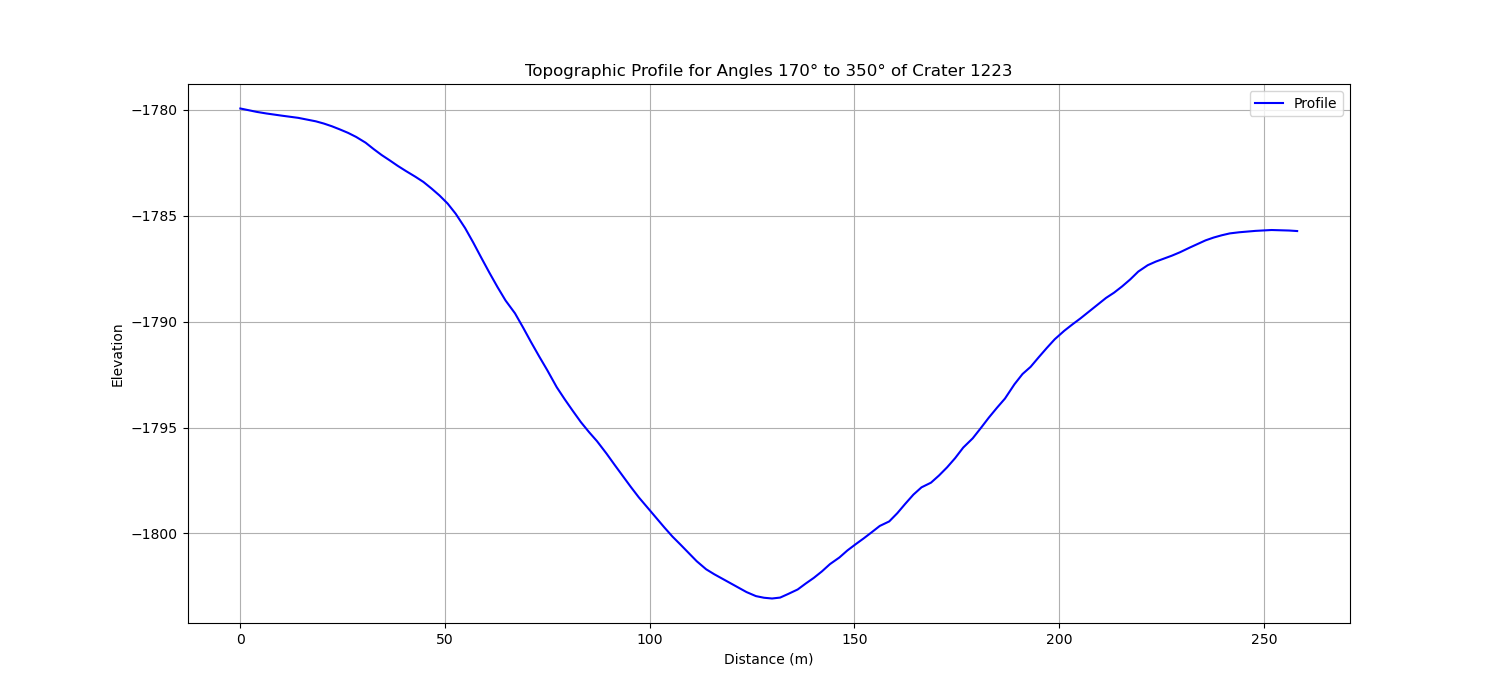 Topographic Profile for Angles 170° to 350° of Crater 1223
Profile
−1780
−1785
−1790
−1795
−1800
Elevation
0 50 100 150 200 250
Distance (m)